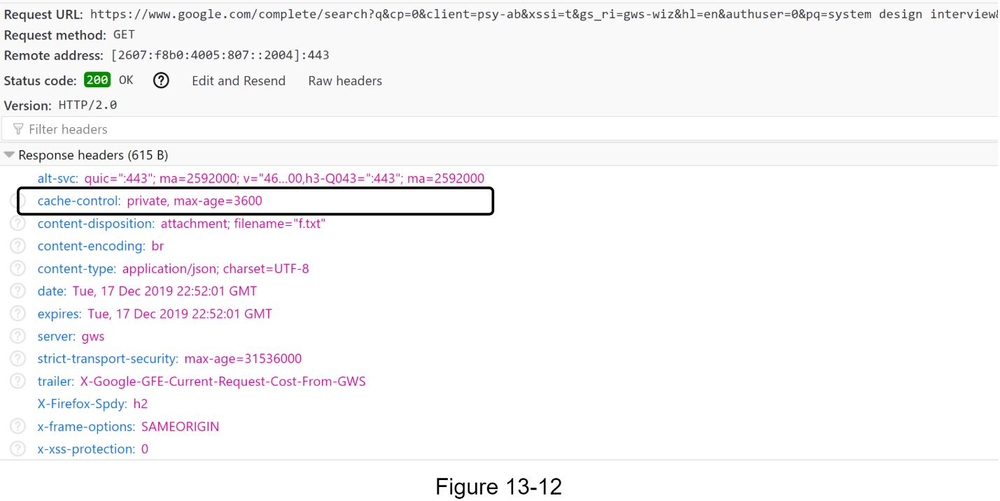 Request URL: https://www.google.com/complete/search?q&cp=0&client=psy-ab&xssi=t&gs_ri=gws-wiz&hl=en&authuser=0&pq=system design interview&
Request method: GET
Remote address: [2607:f8b0:4005:807::2004]:443
Status code: 200 OK ? Edit and Resend Raw headers
Version: HTTP/2.0
Filter headers
Response headers (615 B)
alt-svc: quic=":443"; ma=2592000; v="46...00,h3-Q043=":443"; ma=2592000
cache-control: private, max-age=3600
? content-disposition: attachment; filename="f.txt"
? content-encoding: br
? content-type: application/json; charset=UTF-8
? date: Tue, 17 Dec 2019 22:52:01 GMT
? expires: Tue, 17 Dec 2019 22:52:01 GMT
? server: gws
? strict-transport-security: max-age=31536000
? trailer: X-Google-GFE-Current-Request-Cost-From-GWS
X-Firefox-Spdy: h2
? x-frame-options: SAMEORIGIN
? x-xss-protection: 0
Figure 13-12